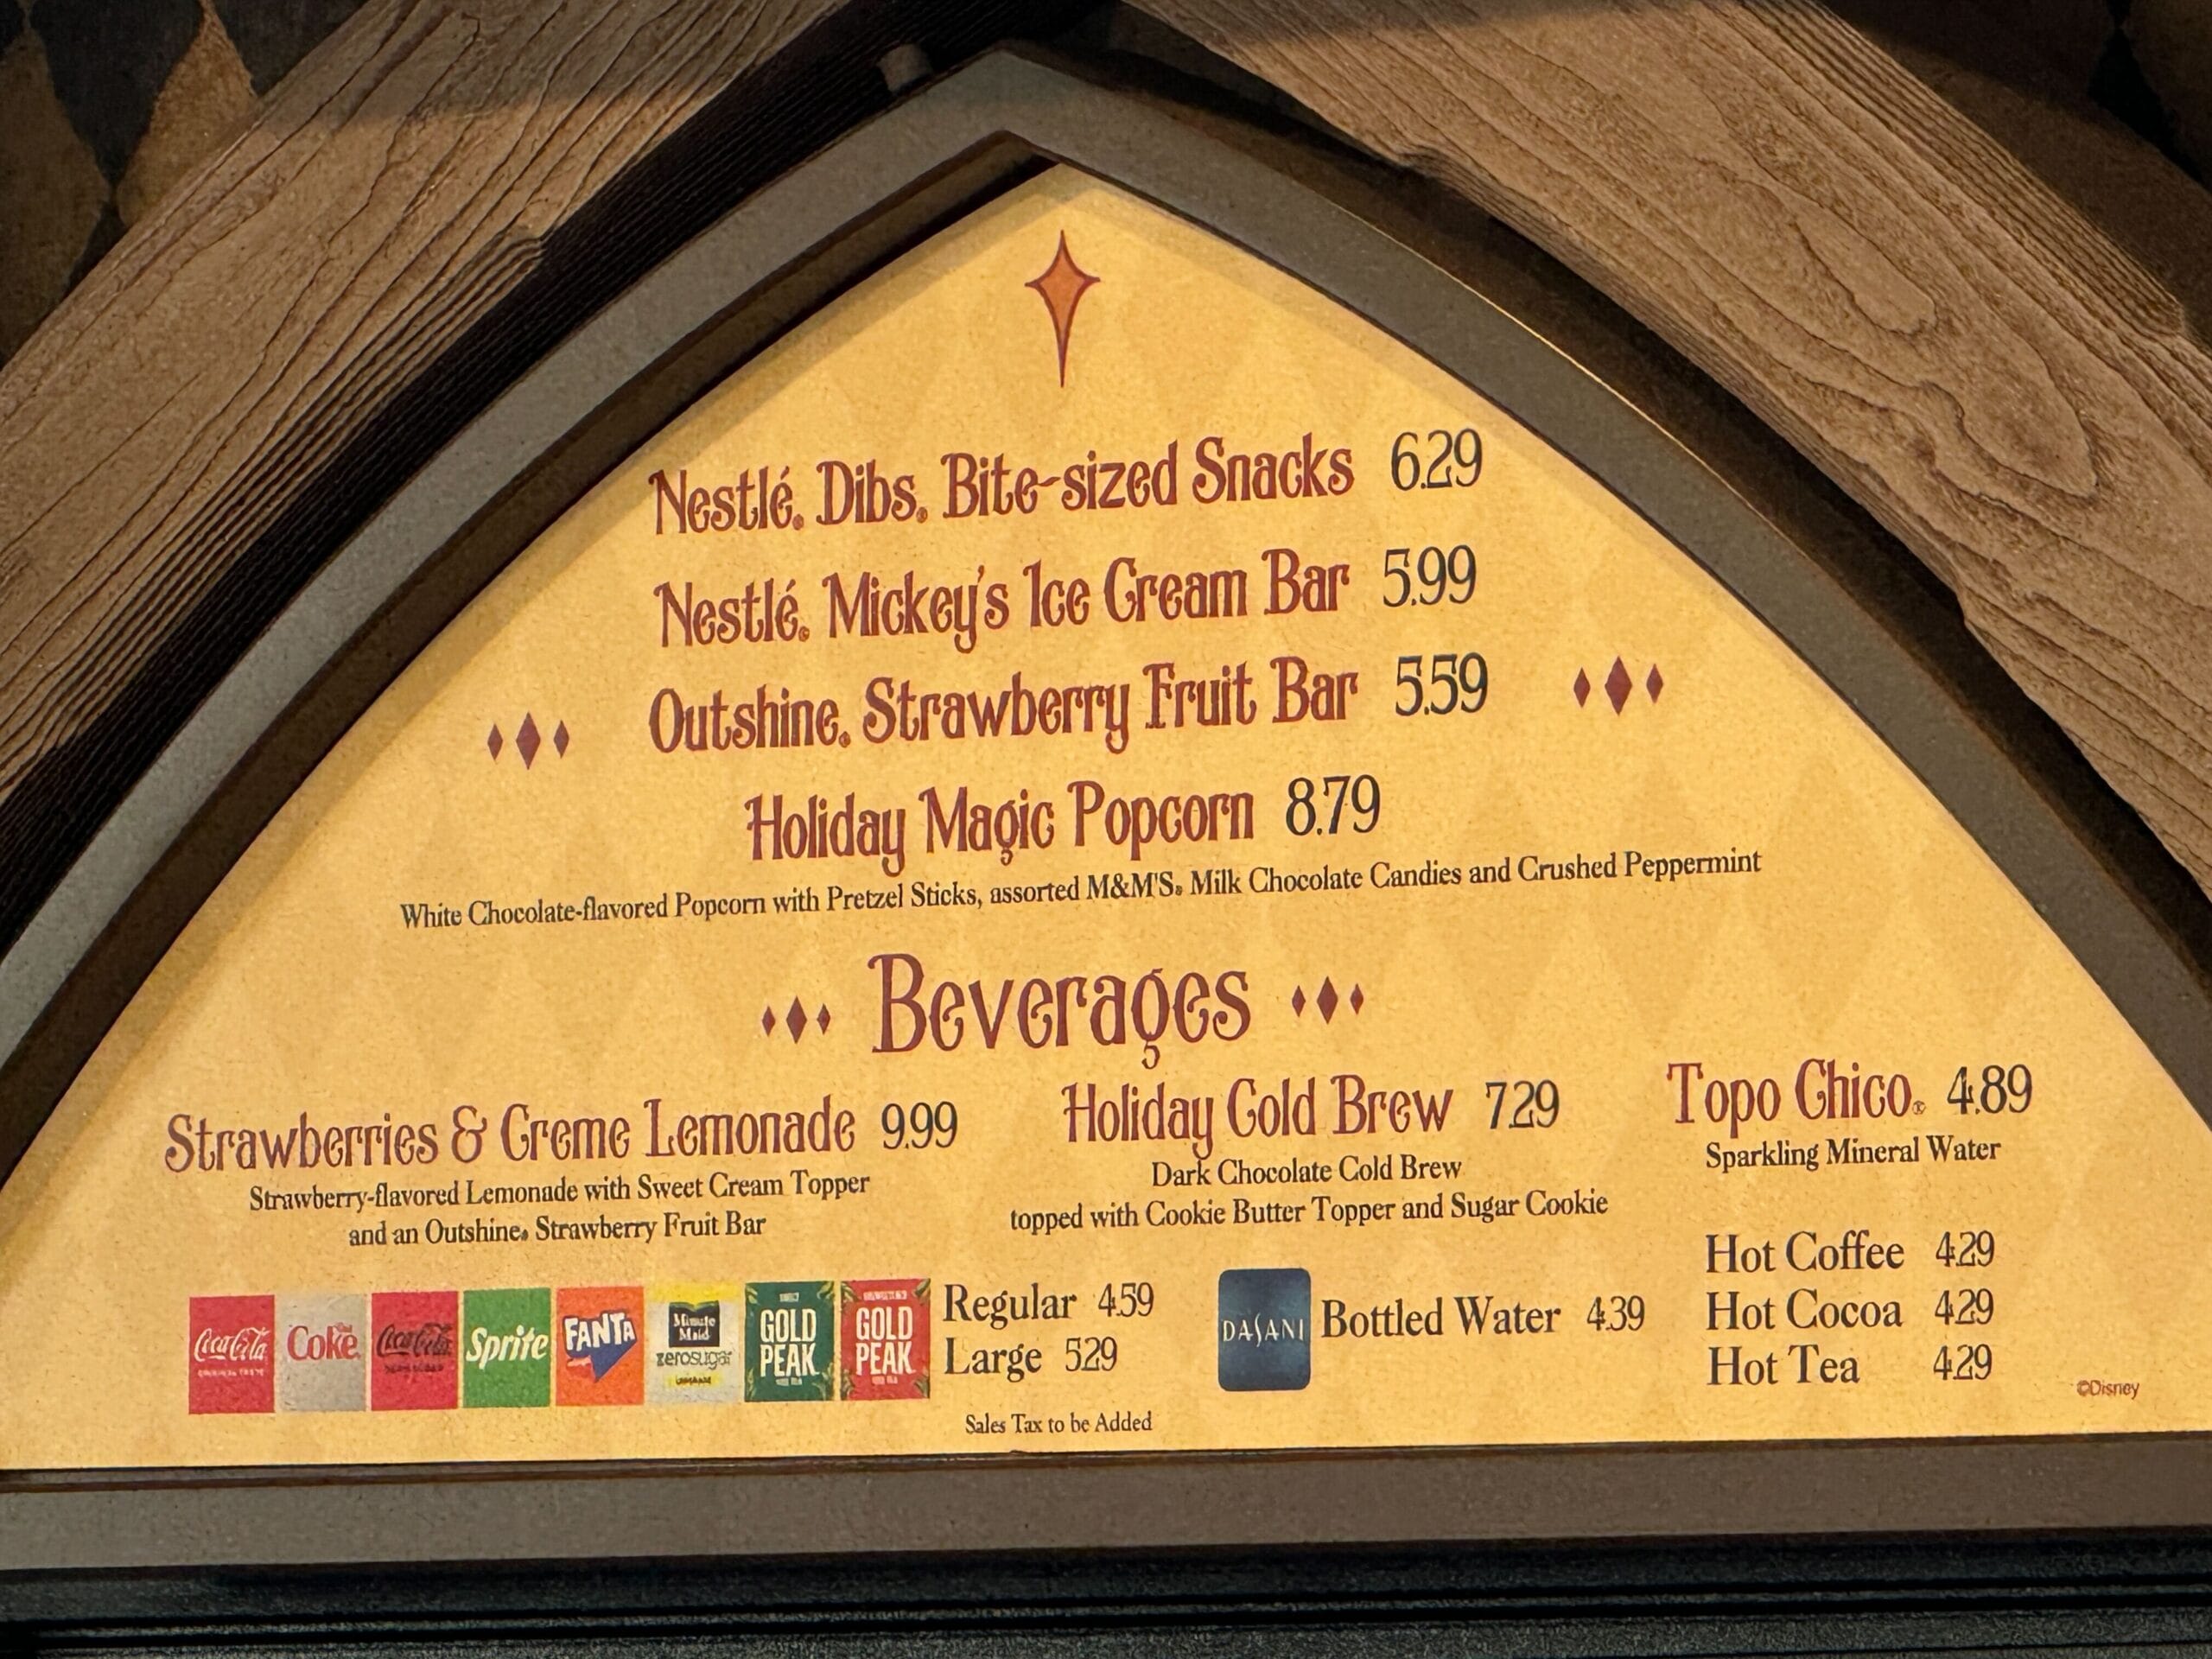 Nestlé® Dibs® Bite-sized Snacks 6.29
Nestlé® Mickey's Ice Cream Bar 5.99
Outshine® Strawberry Fruit Bar 5.59
Holiday Magic Popcorn 8.79
White Chocolate-flavored Popcorn with Pretzel Sticks, assorted M&M'S® Milk Chocolate Candies and Crushed Peppermint
Beverages
Strawberries & Creme Lemonade 9.99
Strawberry-flavored Lemonade with Sweet Cream Topper
and an Outshine® Strawberry Fruit Bar
Holiday Cold Brew 7.29
Dark Chocolate Cold Brew
topped with Cookie Butter Topper and Sugar Cookie
Topo Chico® 4.89
Sparkling Mineral Water
Coca-Cola
Coke
Coca-Cola
Sprite
FANTA
Minute
Maid
zerosugar
GOLD
PEAK
GOLD
PEAK
Regular 4.59
Large 5.29
DASANI Bottled Water 4.39
Hot Coffee 4.29
Hot Cocoa 4.29
Hot Tea 4.29
Sales Tax to be Added
©Disney